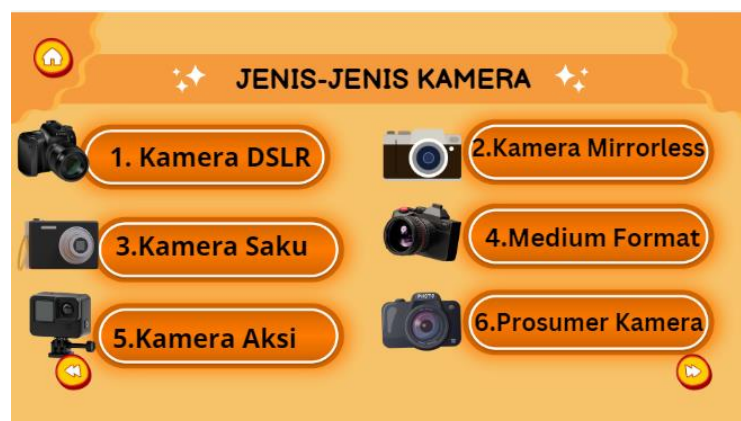 JENIS-JENIS KAMERA
1. Kamera DSLR
2.Kamera Mirrorless
3.Kamera Saku
4.Medium Format
5.Kamera Aksi
6.Prosumer Kamera